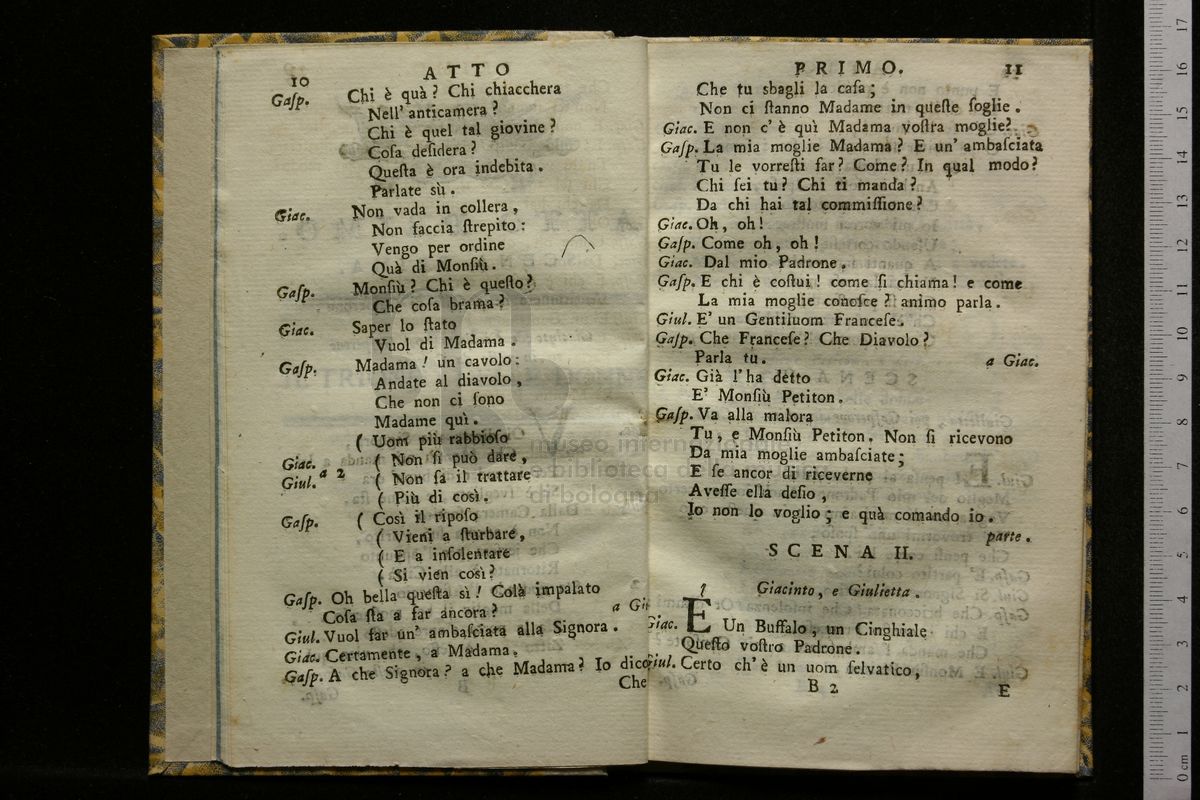 10 ATTO
Gaſp. Chi è quà? Chi chiacchera
Nell' anticamera?
Chi è quel tal giovine?
Coſa deſidera?
Queſta è ora indebita.
Parlate sù.
Giac. Non vada in collera,
Non faccia ſtrepito:
Vengo per ordine
Quà di Monſiù.
Gaſp. Monſiù? Chi è queſto?
Che coſa brama?
Giac. Saper lo ſtato
Vuol di Madama.
Gaſp. Madama! un cavolo:
Andate al diavolo,
Che non ci ſono
Madame quì.
( Uom più rabbioſo
Giac. ( Non ſi può dare,
Giul. a 2 ( Non ſa il trattare
( Più di così.
Gaſp. ( Così il ripoſo
( Vieni a ſturbare,
( E a inſolentare
( Si vien così?
Gaſp. Oh bella queſta sì! Colà impalato
Coſa ſta a far ancora? a Gi
Giul. Vuol far un' ambaſciata alla Signora.
Giac. Certamente, a Madama.
Gaſp. A che Signora? a che Madama? Io dico
Che
PRIMO. 11
Che tu sbagli la caſa;
Non ci ſtanno Madame in queſte ſoglie.
Giac. E non c'è quì Madama voſtra moglie?
Gaſp. La mia moglie Madama? E un' ambaſciata
Tu le vorreſti far? Come? In qual modo?
Chi ſei tu? Chi ti manda?
Da chi hai tal commiſſione?
Giac. Oh, oh!
Gaſp. Come oh, oh!
Giac. Dal mio Padrone.
Gaſp. E chi è coſtui! come ſi chiama! e come
La mia moglie conoſce? animo parla.
Giul. E' un Gentiluom Franceſe.
Gaſp. Che Franceſe? Che Diavolo?
Parla tu. a Giac.
Giac. Già l'ha detto
E' Monſiù Petiton.
Gaſp. Va alla malora
Tu, e Monſiù Petiton. Non ſi ricevono
Da mia moglie ambaſciate;
E ſe ancor di riceverne
Aveſſe ella deſio,
Io non lo voglio; e quà comando io.
parte.
SCENA II.
Giacinto, e Giulietta.
Giac. E Un Buffalo, un Cinghiale
Queſto voſtro Padrone.
Giul. Certo ch'è un uom ſelvatico,
B 2 E
museo internazionale
e biblioteca della
di bologna